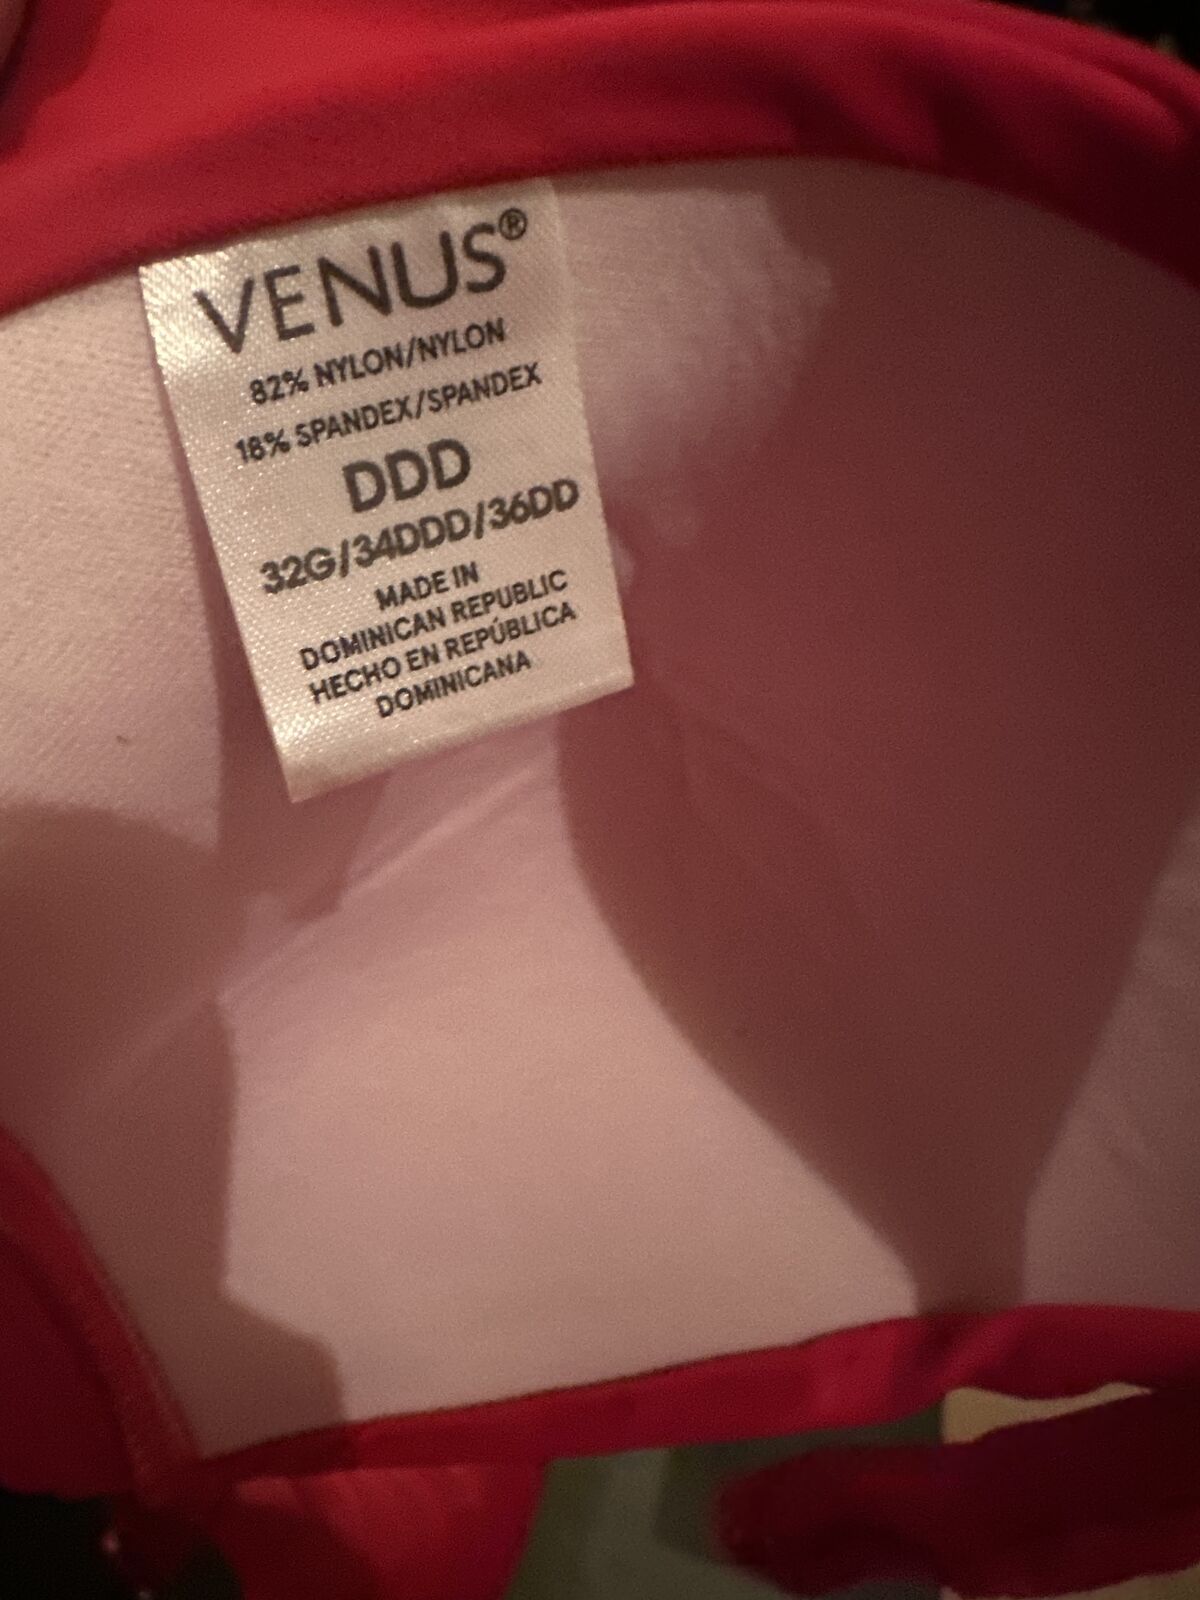 VENUS®
82% NYLON/NYLON
18% SPANDEX/SPANDEX
DDD
32G/34DDD/36DD
MADE IN
DOMINICAN REPUBLIC
HECHO EN REPÚBLICA
DOMINICANA